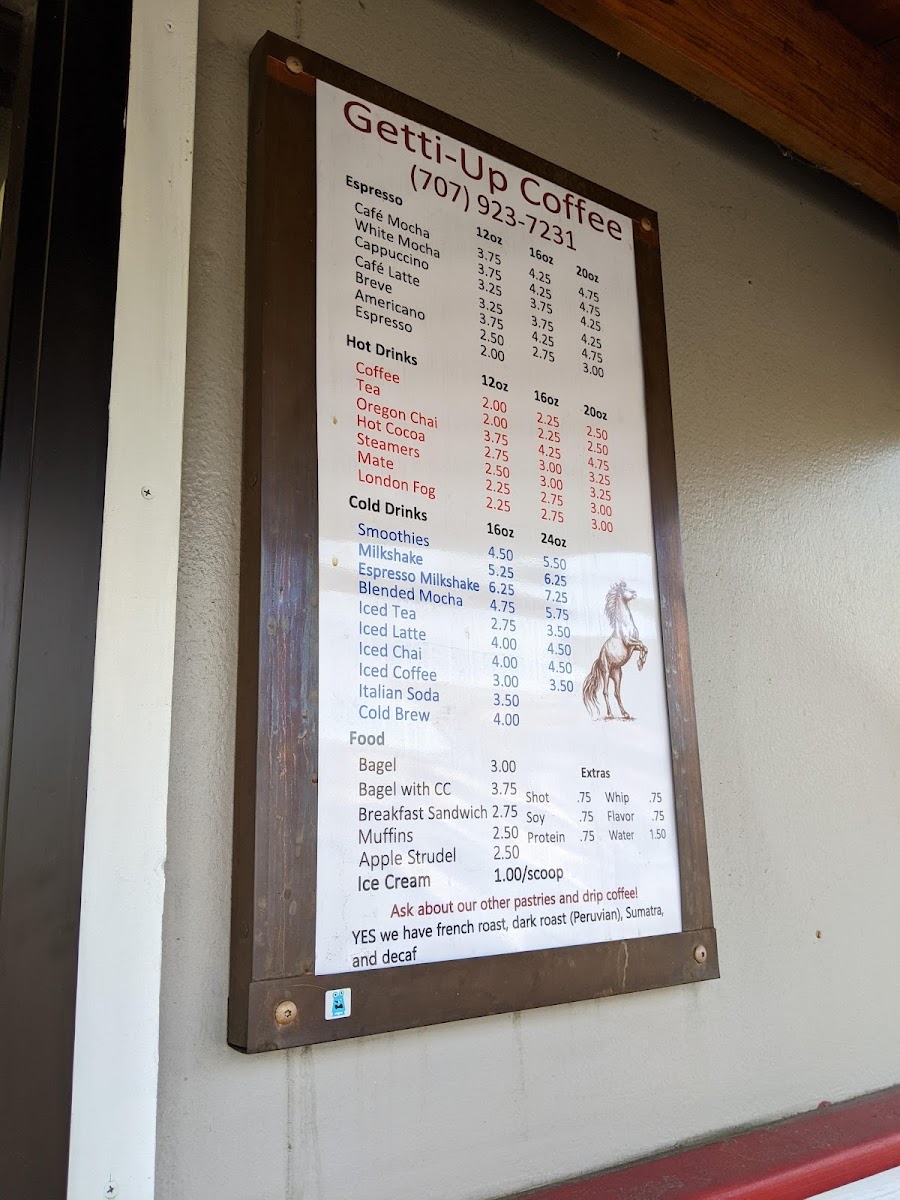 Getti-Up Coffee
(707) 923-7231
Espresso 12oz 16oz 20oz
Café Mocha 3.75 4.25 4.75
White Mocha 3.75 4.25 4.75
Cappuccino 3.25 3.75 4.25
Café Latte 3.25 3.75 4.25
Breve 3.75 4.25 4.75
Americano 2.50 2.75 3.00
Espresso 2.00
Hot Drinks 12oz 16oz 20oz
Coffee 2.00 2.25 2.50
Tea 2.00 2.25 2.50
Oregon Chai 3.75 4.25 4.75
Hot Cocoa 2.75 3.00 3.25
Steamers 2.50 3.00 3.25
Mate 2.25 2.75 3.00
London Fog 2.25 2.75 3.00
Cold Drinks 16oz 24oz
Smoothies 4.50 5.50
Milkshake 5.25 6.25
Espresso Milkshake 6.25 7.25
Blended Mocha 4.75 5.75
Iced Tea 2.75 3.50
Iced Latte 4.00 4.50
Iced Chai 4.00 4.50
Iced Coffee 3.00 3.50
Italian Soda 3.50
Cold Brew 4.00
Food
Bagel 3.00
Bagel with CC 3.75
Breakfast Sandwich 2.75
Muffins 2.50
Apple Strudel 2.50
Ice Cream 1.00/scoop
Extras
Shot .75 Whip .75
Soy .75 Flavor .75
Protein .75 Water 1.50
Ask about our other pastries and drip coffee!
YES we have french roast, dark roast (Peruvian), Sumatra,
and decaf